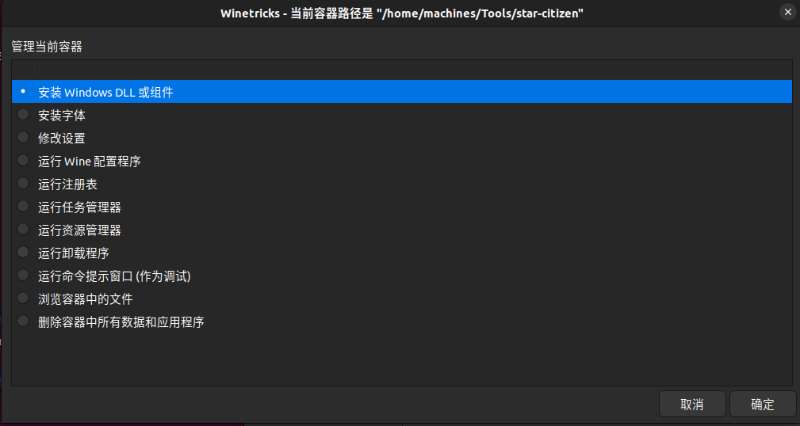 Winetricks - 当前容器路径是 "/home/machines/Tools/star-citizen"
管理当前容器
安装 Windows DLL 或组件
安装字体
修改设置
运行 Wine 配置程序
运行注册表
运行任务管理器
运行资源管理器
运行卸载程序
运行命令提示窗口 (作为调试)
浏览容器中的文件
删除容器中所有数据和应用程序
取消 确定